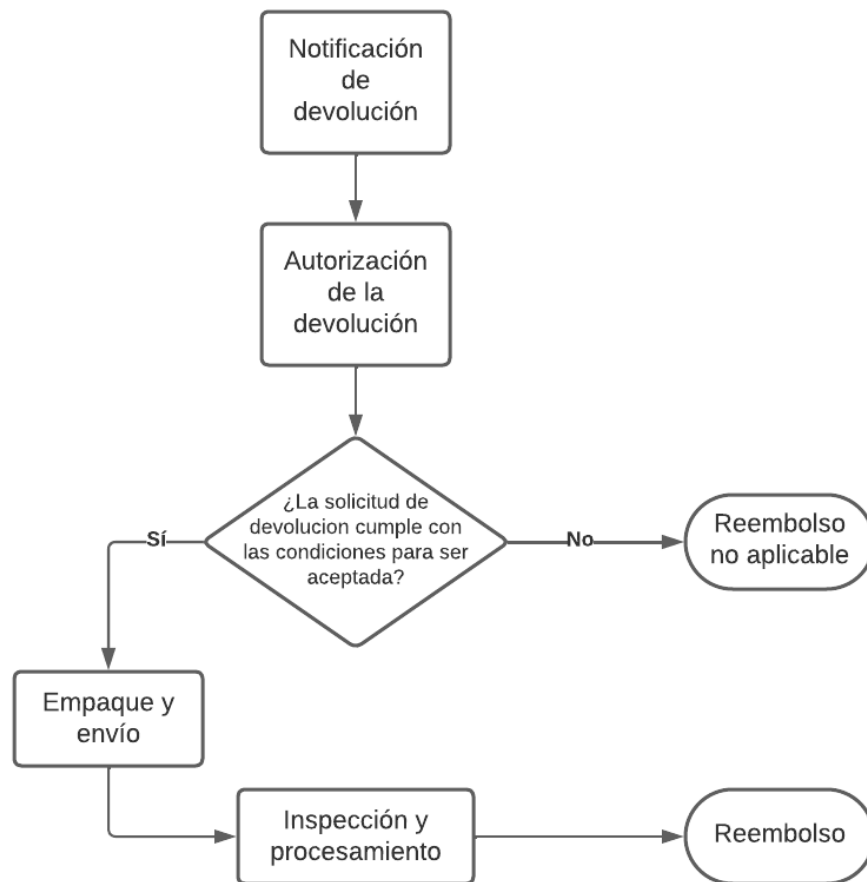 Notificación
de
devolución
Autorización
de la
devolución
¿La solicitud de
devolucion cumple con
las condiciones para ser
aceptada?
Sí
No
Reembolso
no aplicable
Empaque y
envío
Inspección y
procesamiento
Reembolso